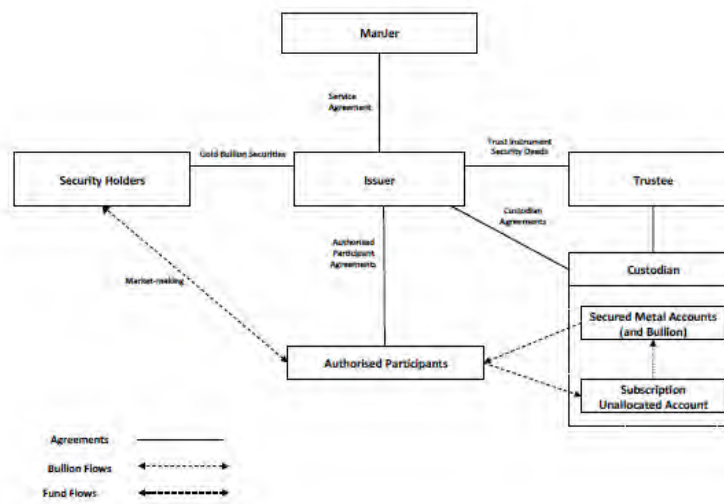 ManJer
Service
Agreement
Gold Bullion Securities
Trust Instrument
Security Deeds
Security Holders
Issuer
Trustee
Custodian
Agreements
Authorised
Participant
Agreements
Custodian
Market-making
Secured Metal Accounts
(and Bullion)
Authorised Participants
Subscription
Unallocated Account
Agreements
Bullion Flows
Fund Flows